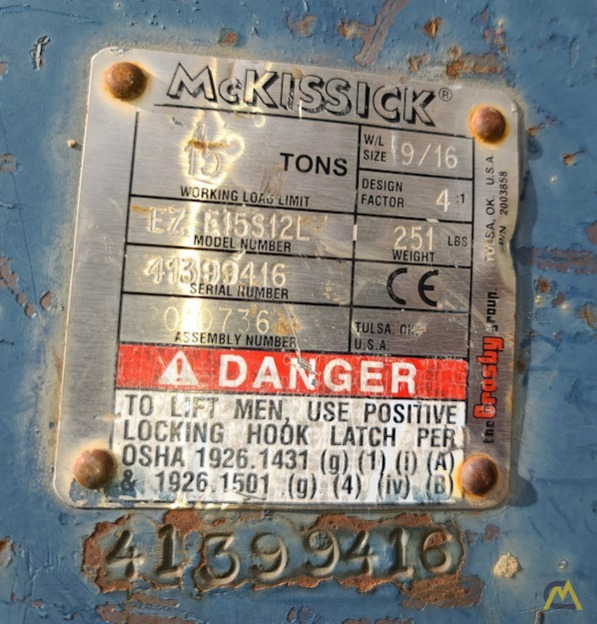 McKISSICK®
15 TONS
WORKING LOAD LIMIT
W/L SIZE 9/16
DESIGN FACTOR 4:1
MODEL NUMBER
251 LBS
WEIGHT
41399416
SERIAL NUMBER
CE
ASSEMBLY NUMBER
TULSA, OK.
U.S.A.
the Crosby group, TULSA, OK. U.S.A.
P/N 2003858
DANGER
TO LIFT MEN, USE POSITIVE
LOCKING HOOK LATCH PER
OSHA 1926.1431 (g) (1) (i) (A)
& 1926.1501 (g) (4) (iv) (B)
41399416